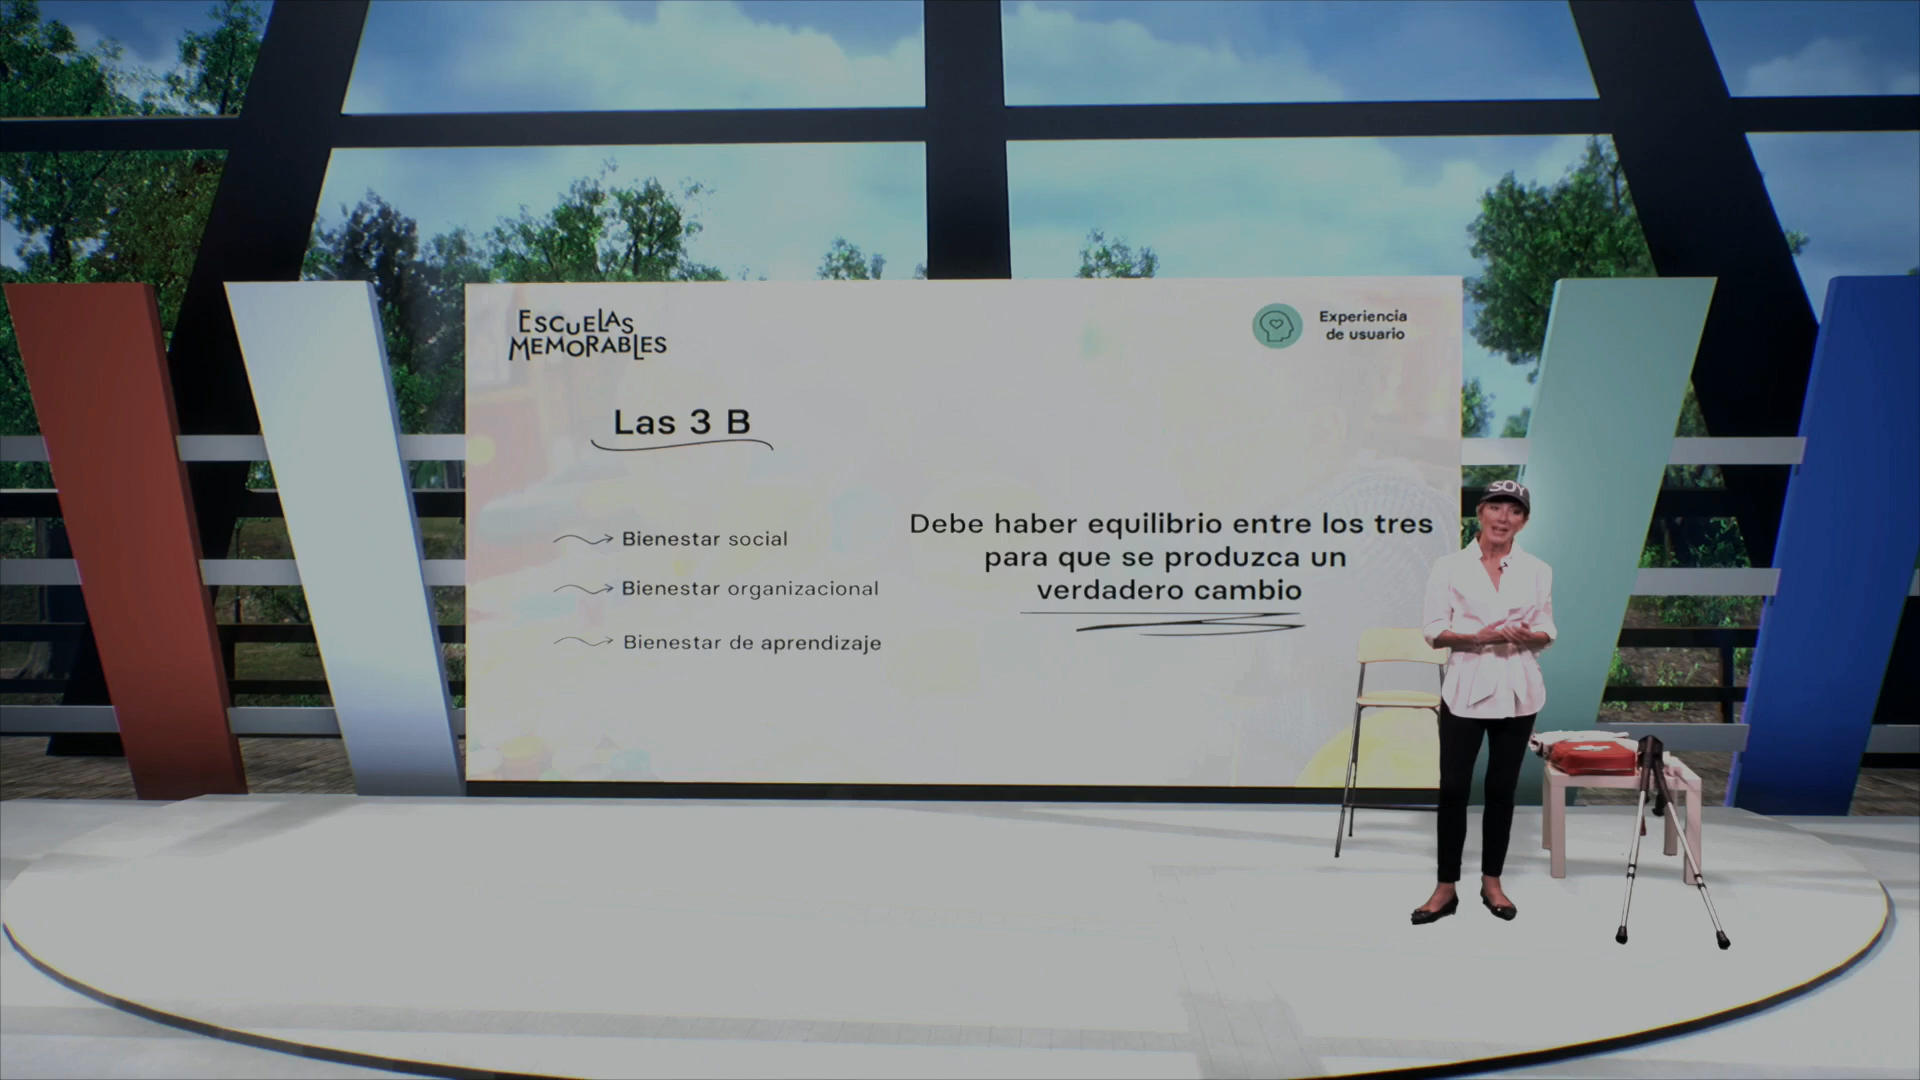 ESCUELAS
MEMORABLES
Experiencia
de usuario
Las 3 B
Bienestar social
Bienestar organizacional
Bienestar de aprendizaje
Debe haber equilibrio entre los tres
para que se produzca un
verdadero cambio
SOY